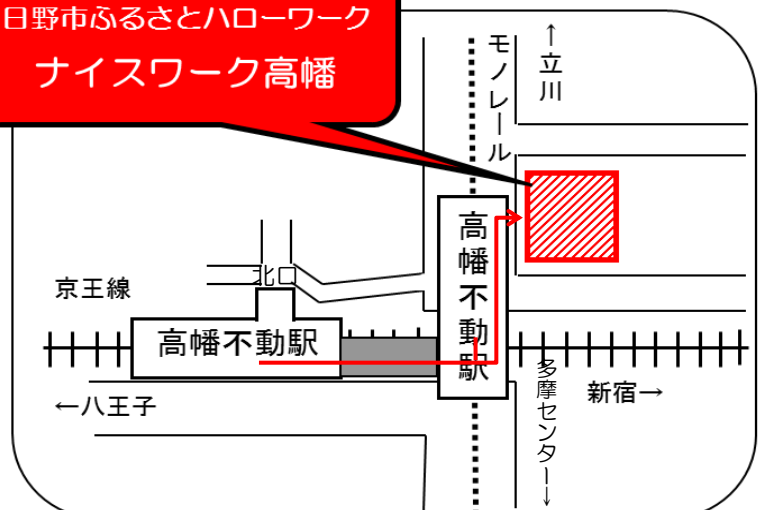 日野市ふるさとハローワーク
ナイスワーク高幡
モノレール
↑立川
高幡不動駅
北口
京王線
高幡不動駅
←八王子
新宿→
多摩センター→